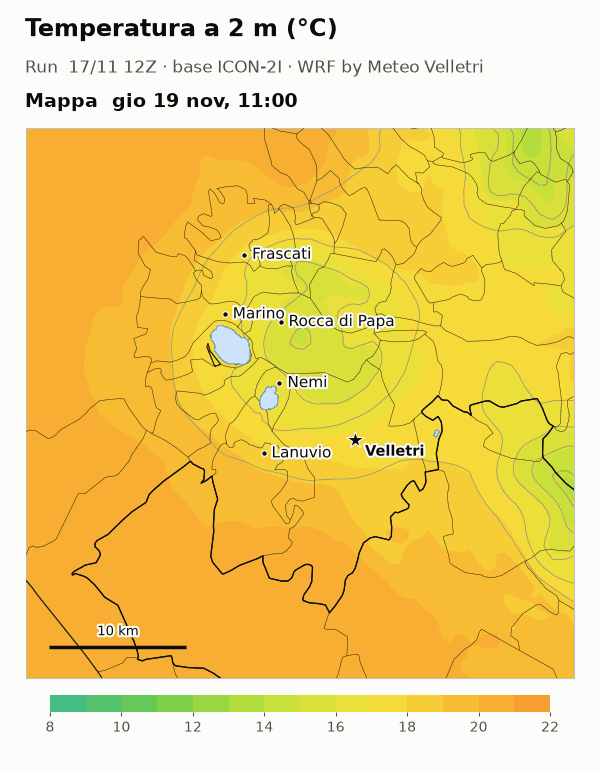 Temperatura a 2 m (°C)
Run  17/11 12Z · base ICON-2I · WRF by Meteo Velletri
Mappa  gio 19 nov, 11:00
Frascati
Marino
Rocca di Papa
Nemi
Velletri
Lanuvio
10 km
8 10 12 14 16 18 20 22